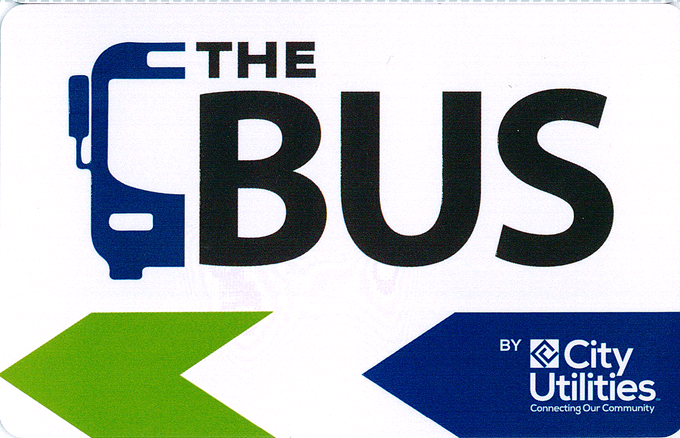 THE
BUS
BY City
Utilities
Connecting Our Community